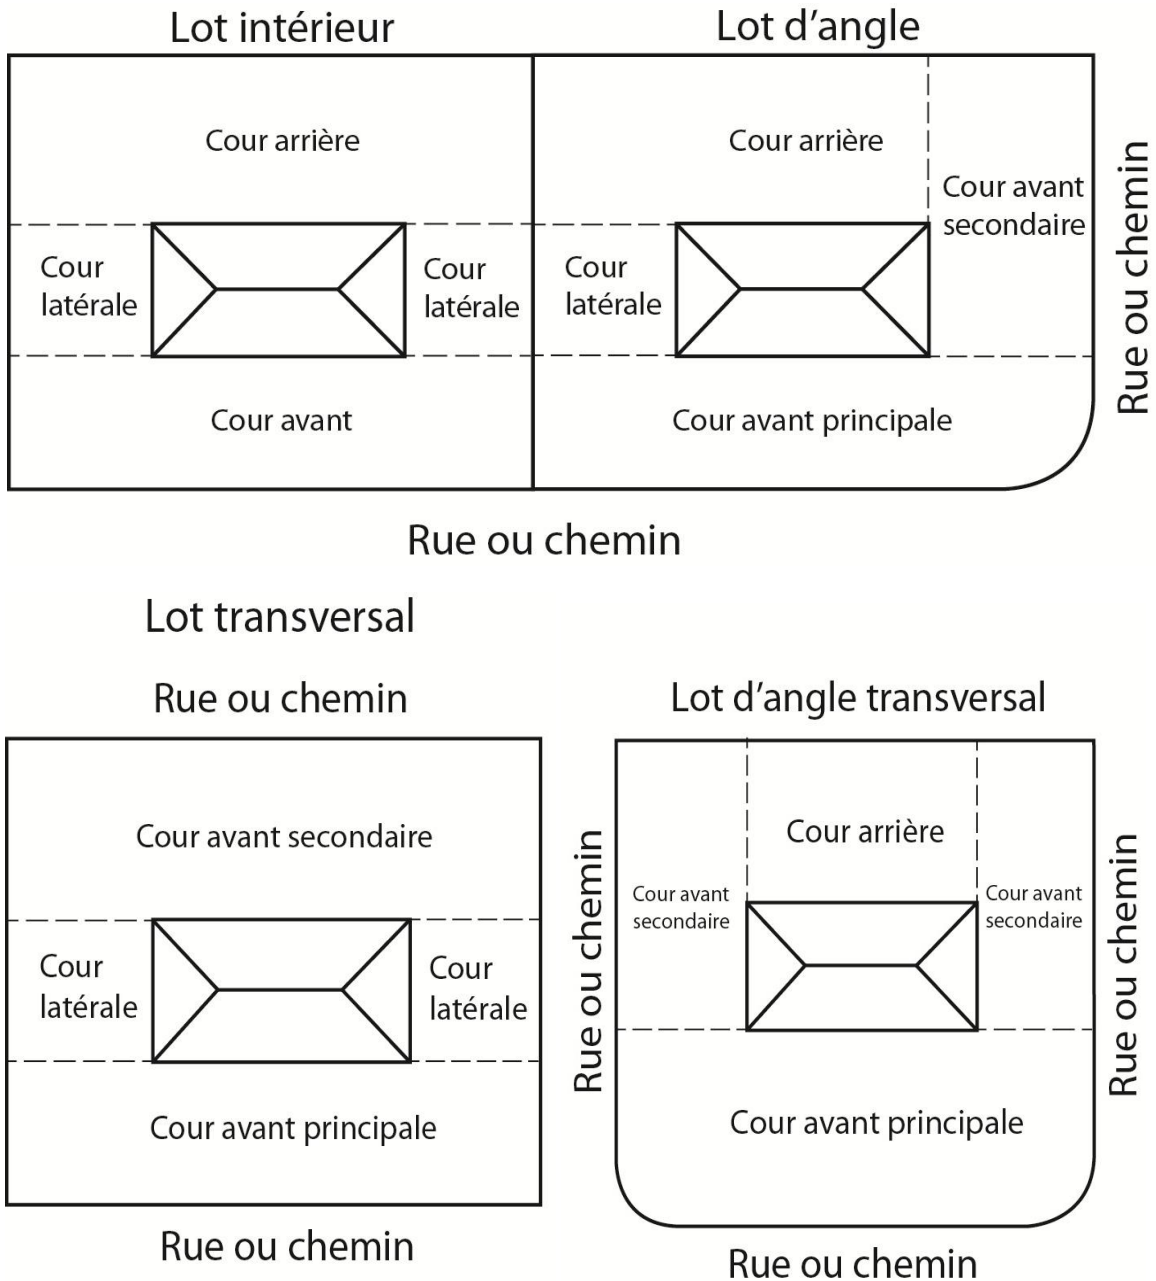 Lot intérieur
Lot d’angle
Cour arrière
Cour arrière
Cour avant
secondaire
Rue ou chemin
Cour
latérale
Cour
latérale
Cour
latérale
Cour avant
Cour avant principale
Rue ou chemin
Lot transversal
Rue ou chemin
Cour avant secondaire
Cour
latérale
Cour
latérale
Cour avant principale
Rue ou chemin
Lot d’angle transversal
Rue ou chemin
Cour arrière
Cour avant
secondaire
Cour avant
secondaire
Rue ou chemin
Cour avant principale
Rue ou chemin